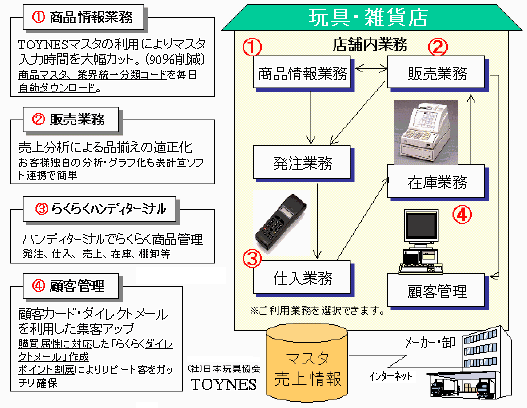 ① 商品情報業務
TOYNESマスタの利用によりマスタ
入力時間を大幅カット。(90%削減)
商品マスタ、業界統一分類コードを毎日
自動ダウンロード。
② 販売業務
売上分析による品揃えの適正化
お客様独自の分析・グラフ化も表計算ソフ
ト連携で簡単
③ らくらくハンディターミナル
ハンディターミナルでらくらく商品管理
発注、仕入、売上、在庫、棚卸等
④ 顧客管理
顧客カード・ダイレクトメール
を利用した集客アップ
購買属性に対応した「らくらくダイレ
クトメール」作成
ポイント割戻によりリピート客をガッ
チリ確保
玩具・雑貨店
店舗内業務
①
商品情報業務
②
販売業務
発注業務
在庫業務
③
仕入業務
④
顧客管理
※ご利用業務を選択できます。
(社)日本玩具協会
TOYNES
マスタ
売上情報
メーカー・卸
インターネット